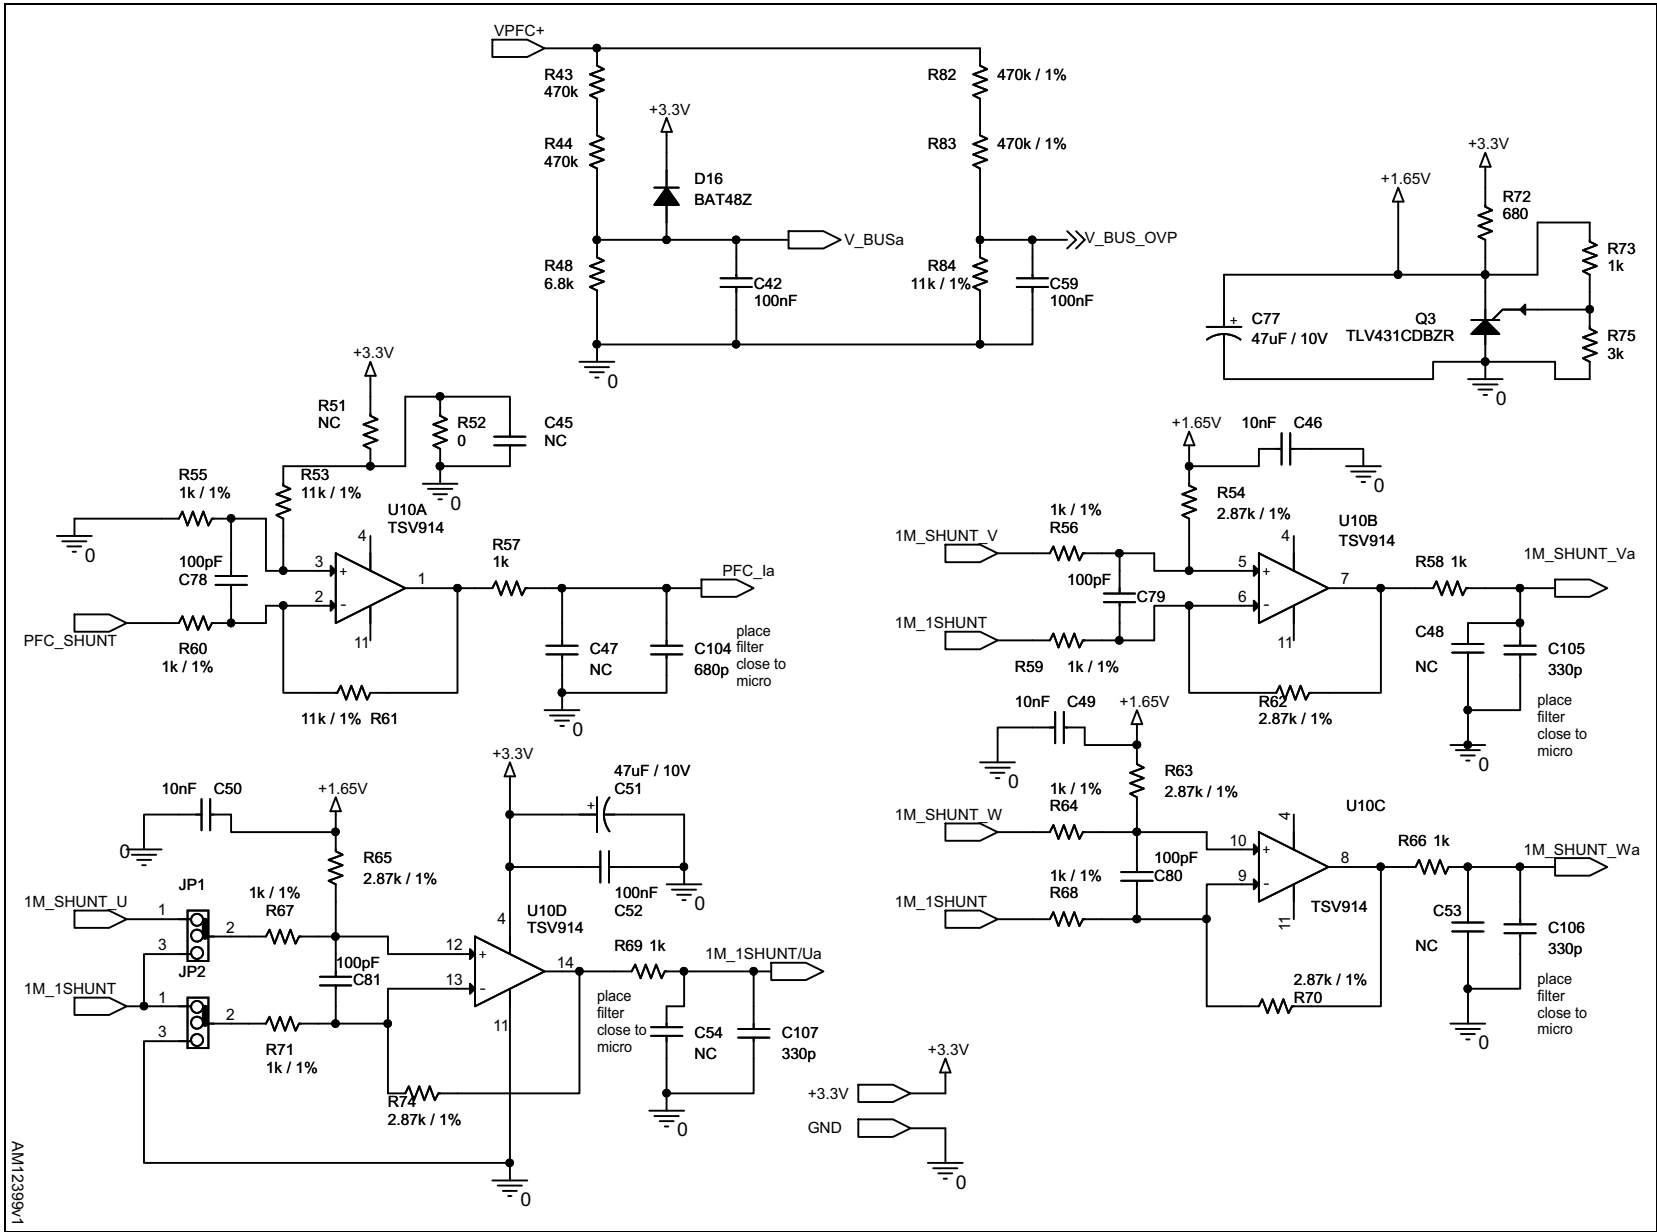 VPFC+
R43
470k
R82
470k / 1%
+3.3V
R44
470k
R83
470k / 1%
D16
BAT48Z
V_BUSa
V_BUS_OVP
R48
6.8k
C42
100nF
R84
11k / 1%
C59
100nF
0
+3.3V
+1.65V
R72
680
R73
1k
+
C77
47uF / 10V
Q3
TLV431CDBZR
R75
3k
0
+3.3V
R51
NC
R52
0
C45
NC
0
R55
1k / 1%
R53
11k / 1%
U10A
TSV914
0
100pF
C78
4
3
+
2
-
1
11
R57
1k
PFC_Ia
PFC_SHUNT
R60
1k / 1%
C47
NC
C104
680p
place
filter
close to
micro
11k / 1% R61
0
+1.65V
10nF C46
0
R54
2.87k / 1%
1k / 1%
R56
U10B
TSV914
1M_SHUNT_V
4
5
+
6
-
7
11
R58 1k
1M_SHUNT_Va
100pF
C79
1M_1SHUNT
R59
1k / 1%
C48
NC
C105
330p
R62
2.87k / 1%
place
filter
close to
micro
0
10nF C49
+1.65V
0
R63
2.87k / 1%
1k / 1%
R64
U10C
1M_SHUNT_W
4
10
+
9
-
8
11
R66 1k
1M_SHUNT_Wa
100pF
C80
1k / 1%
R68
1M_1SHUNT
TSV914
C53
NC
C106
330p
2.87k / 1%
R70
place
filter
close to
micro
0
+3.3V
47uF / 10V
C51
+
10nF C50
+1.65V
0
R65
2.87k / 1%
100nF
C52
0
JP1
1k / 1%
R67
1M_SHUNT_U
1
2
3
JP2
4
U10D
TSV914
12
+
13
-
14
11
R69 1k
1M_1SHUNT/Ua
100pF
C81
1M_1SHUNT
1
2
3
R71
1k / 1%
place
filter
close to
micro
C54
NC
C107
330p
R74
2.87k / 1%
0
0
+3.3V
+3.3V
GND
0
AM12399v1